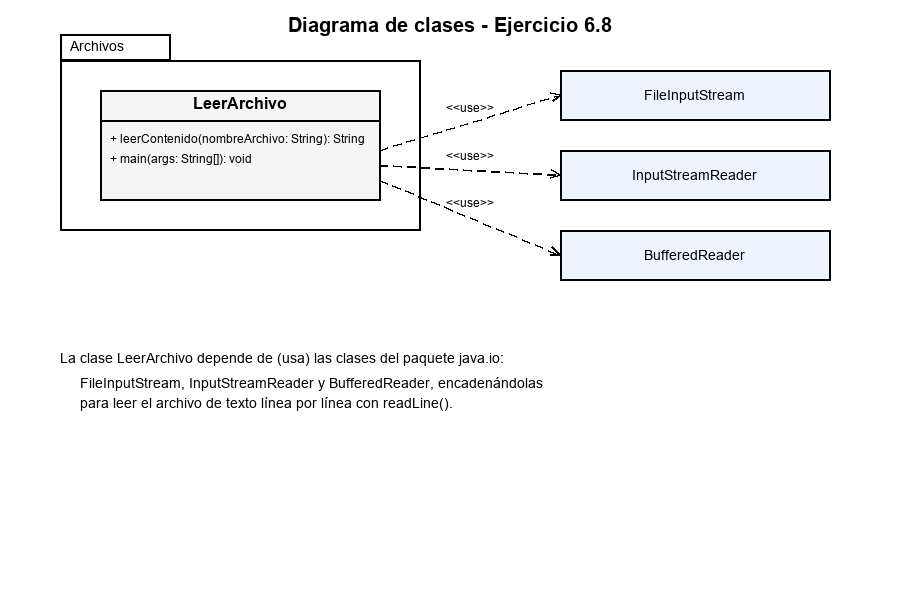 Diagrama de clases - Ejercicio 6.8
Archivos
LeerArchivo
+ leerContenido(nombreArchivo: String): String
+ main(args: String[]): void
<<use>>
<<use>>
<<use>>
FileInputStream
InputStreamReader
BufferedReader
La clase LeerArchivo depende de (usa) las clases del paquete java.io:
FileInputStream, InputStreamReader y BufferedReader, encadenándolas
para leer el archivo de texto línea por línea con readLine().